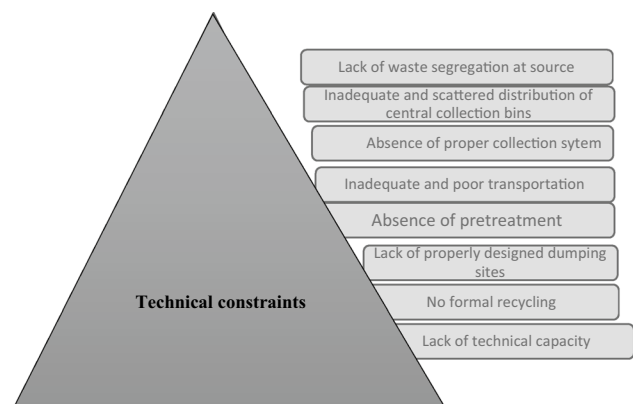 Lack of waste segregation at source
Inadequate and scattered distribution of
central collection bins
Absence of proper collection sytem
Inadequate and poor transportation
Absence of pretreatment
Lack of properly designed dumping
sites
Technical constraints
No formal recycling
Lack of technical capacity